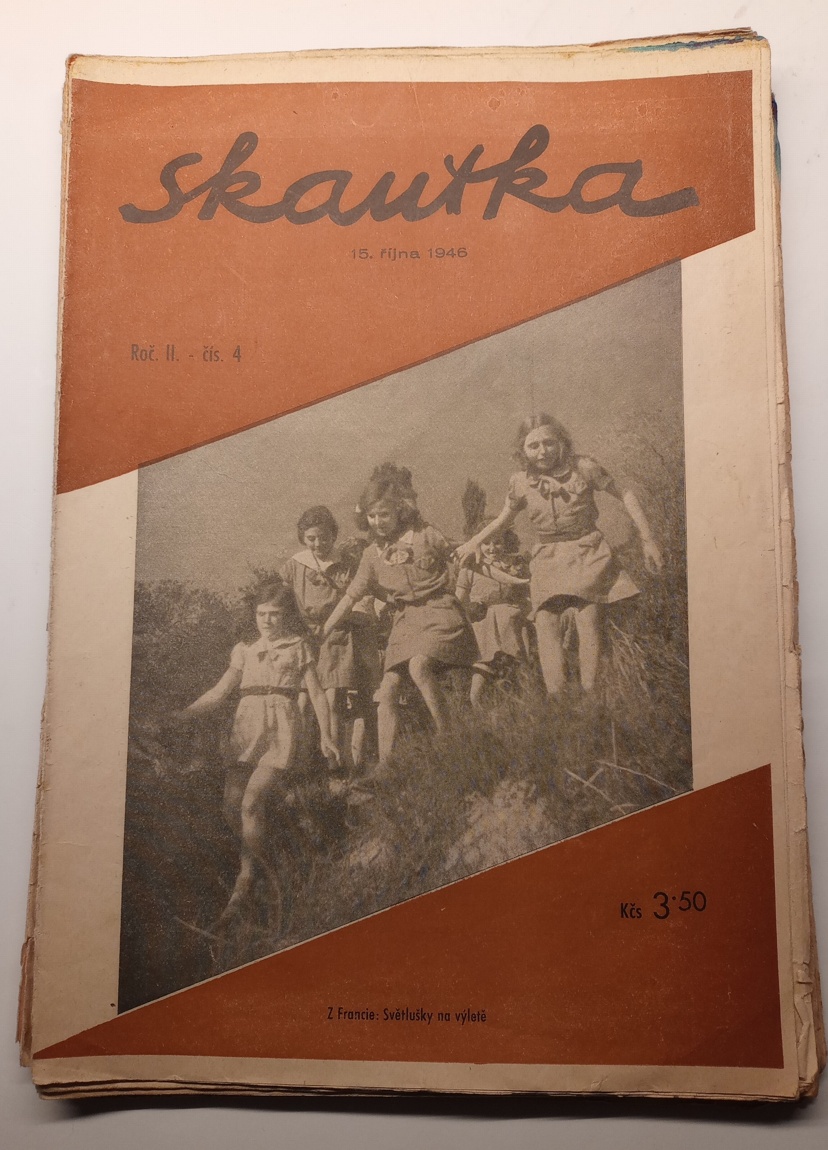 skautka
15. října 1946
Roč. II. - čís. 4
Kčs 3·50
Z Francie: Světlušky na výletě